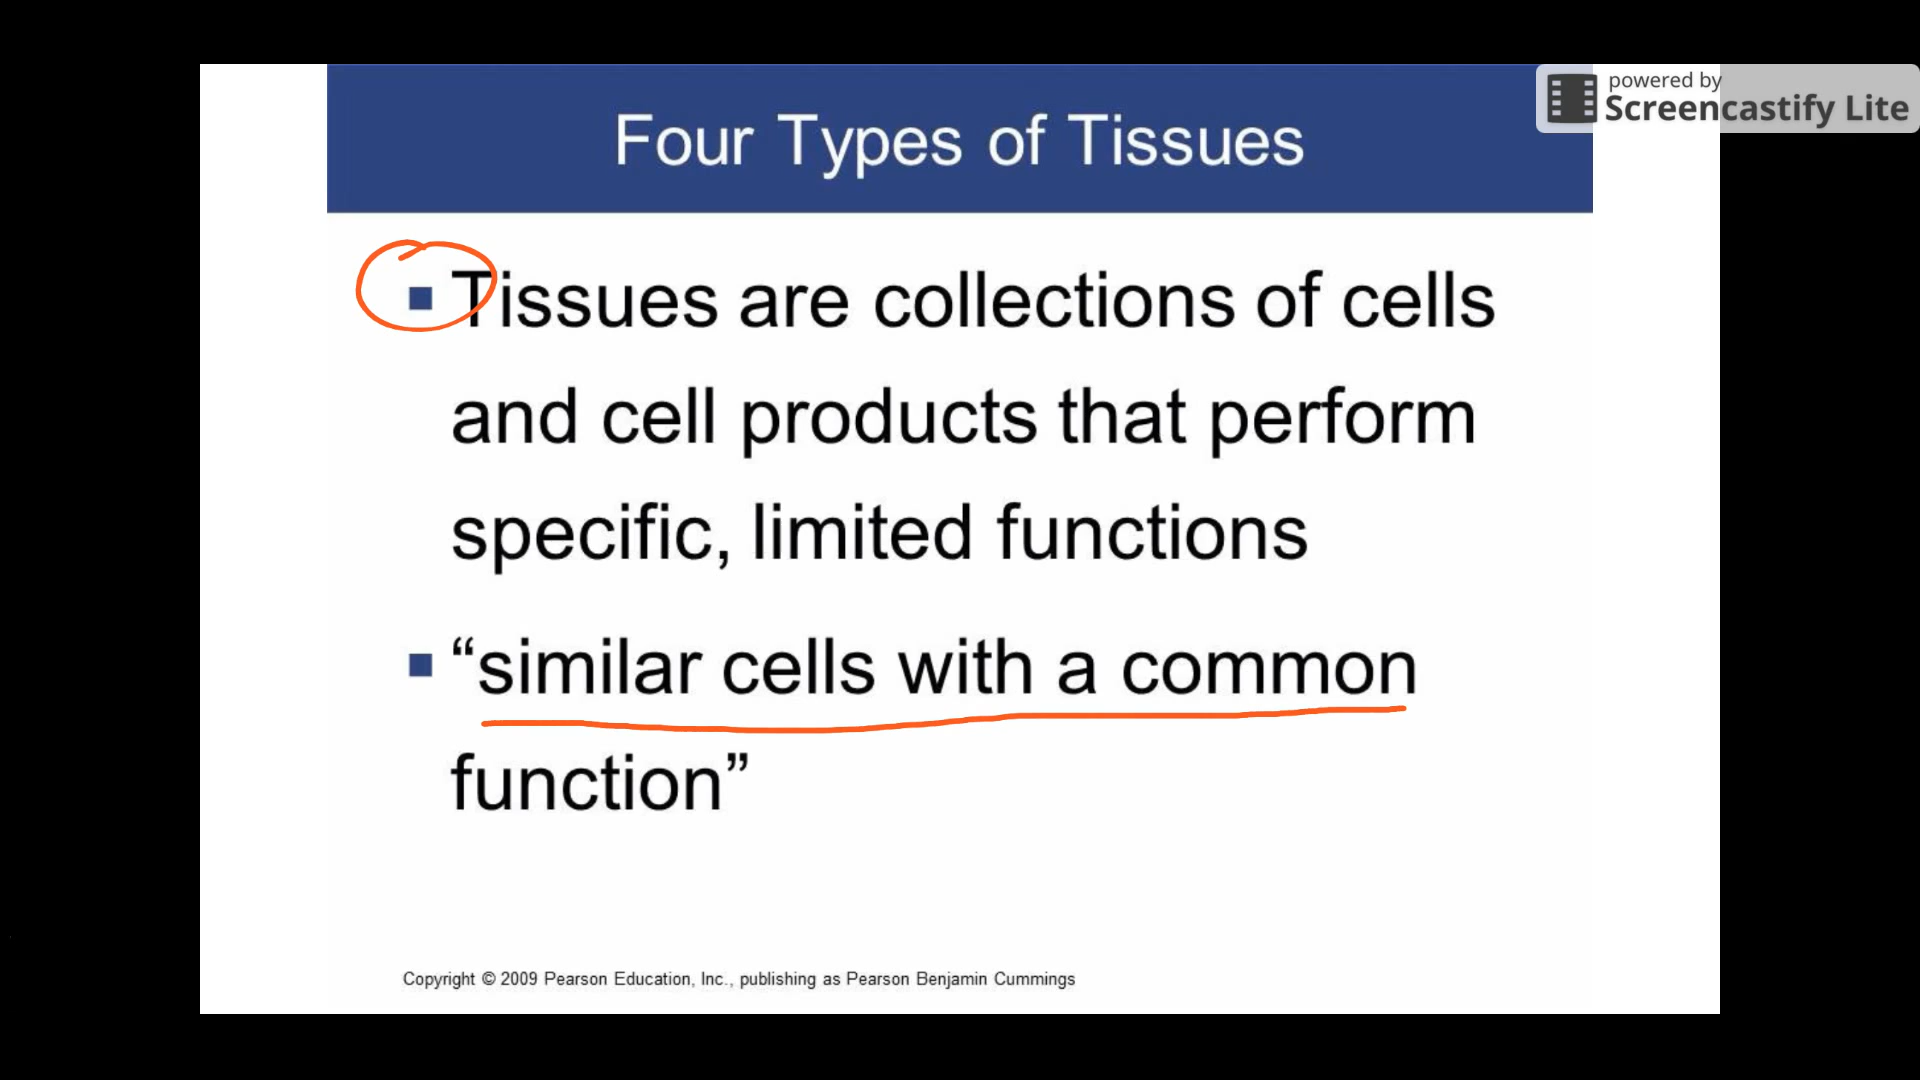 powered by
Screencastify Lite
Four Types of Tissues
Tissues are collections of cells
and cell products that perform
specific, limited functions
“similar cells with a common
function”
Copyright © 2009 Pearson Education, Inc., publishing as Pearson Benjamin Cummings